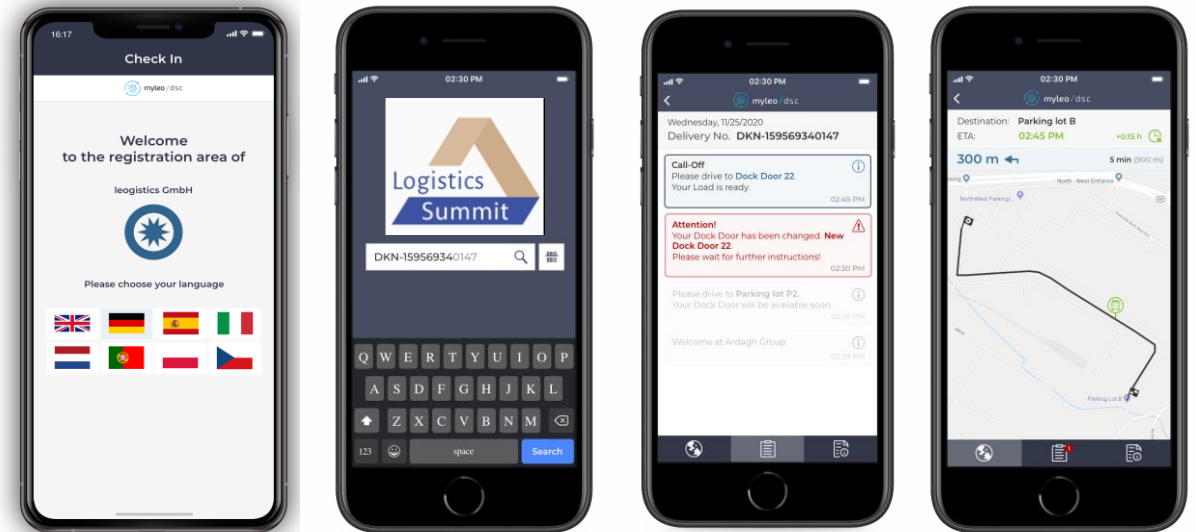 16:17
Check In
myleo / dsc
Welcome
to the registration area of
leogistics GmbH
Please choose your language
02:30 PM
Logistics
Summit
DKN-159569340147
Q W E R T Y U I O P
A S D F G H J K L
Z X C V B N M
123 space Search
02:30 PM
myleo / dsc
Wednesday, 11/25/2020
Delivery No. DKN-159569340147
Call-Off
Please drive to Dock Door 22.
Your Load is ready.
02:45 PM
Attention!
Your Dock Door has been changed. New
Dock Door 22.
Please wait for further instructions!
02:30 PM
Please drive to Parking lot P2.
Your Dock Door will be available soon.
Welcome at Ardagh Group
02:25 PM
02:30 PM
myleo / dsc
Destination: Parking lot B
ETA: 02:45 PM +0:15 h
300 m 5 min (900 m)
North - West Entrance
NorthWest Parking/...
Parking Lot B
1